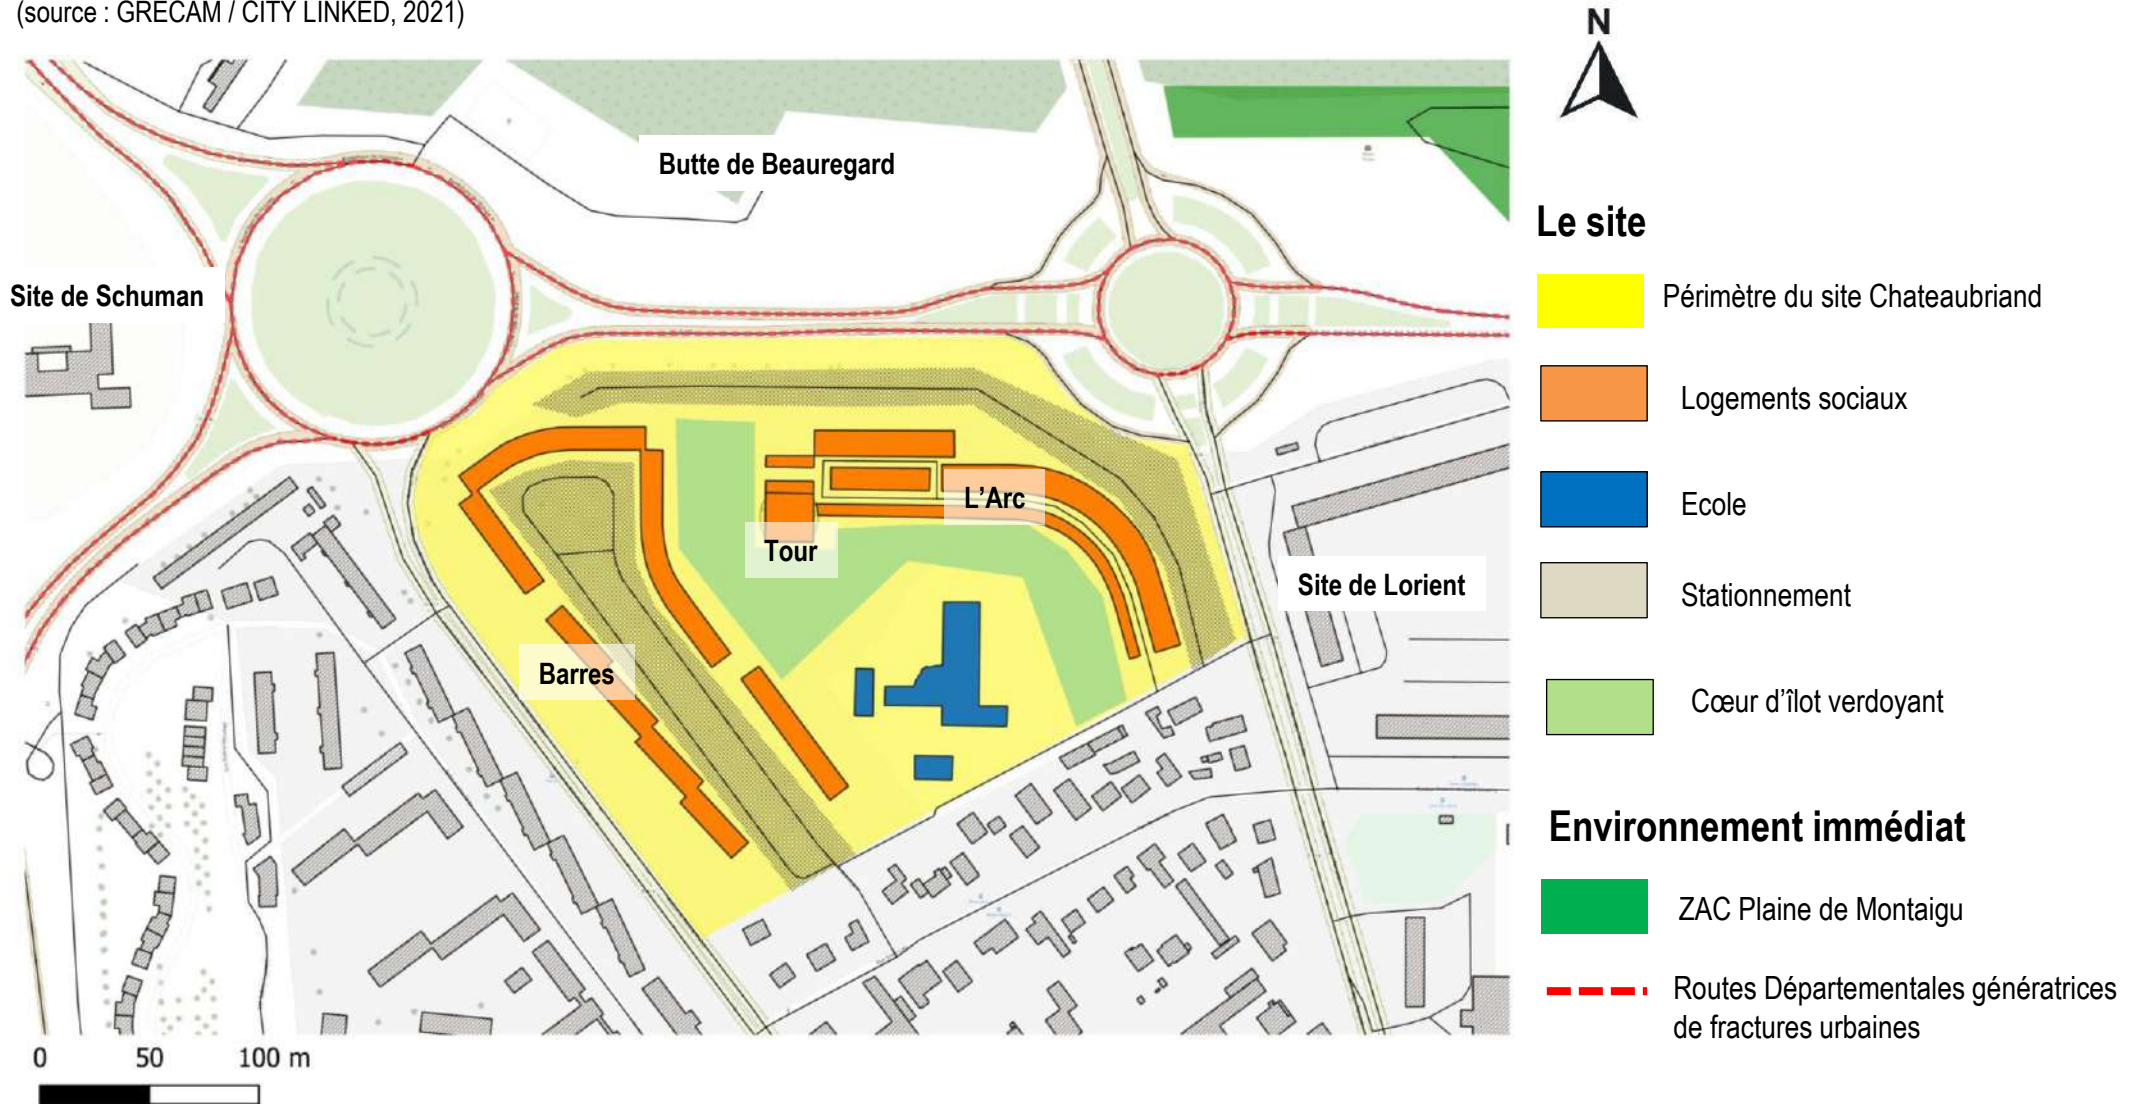 (source : GRECAM / CITY LINKED, 2021)
N
Butte de Beauregard
Site de Schuman
L'Arc
Tour
Site de Lorient
Barres
0 50 100 m
Le site
Périmètre du site Chateaubriand
Logements sociaux
Ecole
Stationnement
Cœur d'îlot verdoyant
Environnement immédiat
ZAC Plaine de Montaigu
Routes Départementales génératrices
de fractures urbaines